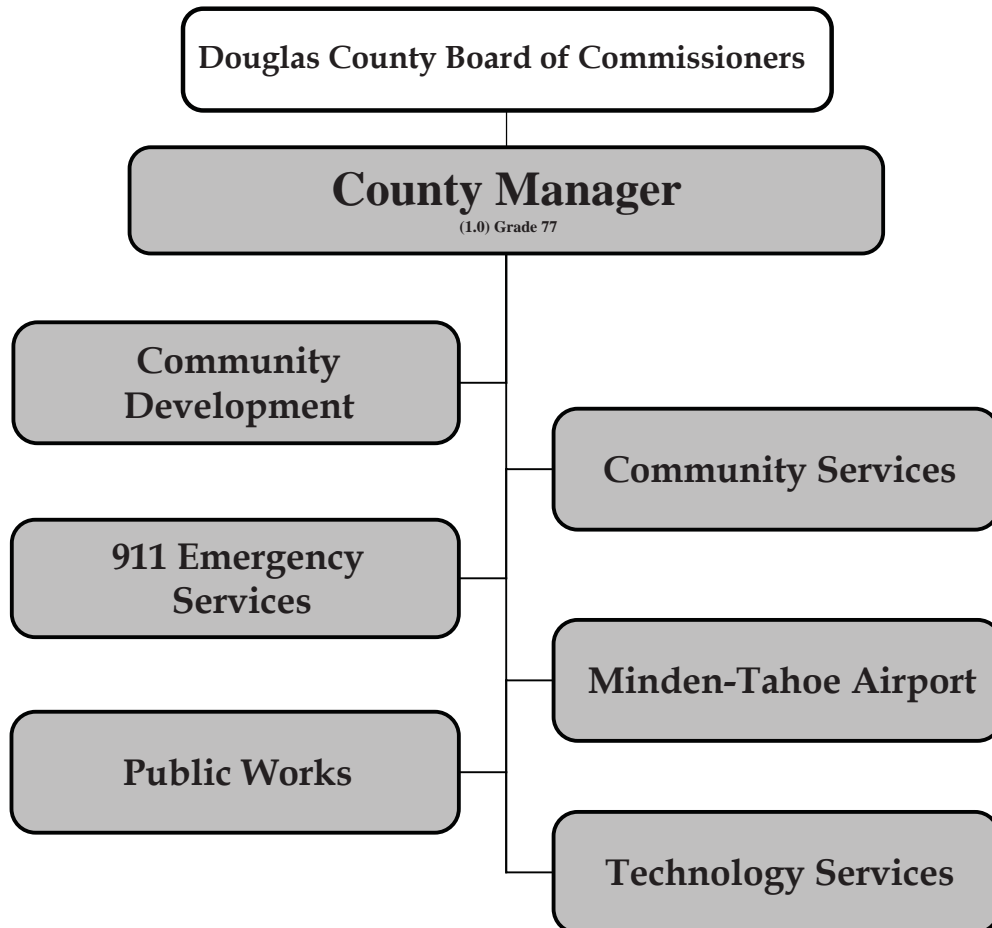 Douglas County Board of Commissioners
County Manager
(1.0) Grade 77
Community
Development
Community Services
911 Emergency
Services
Minden-Tahoe Airport
Public Works
Technology Services